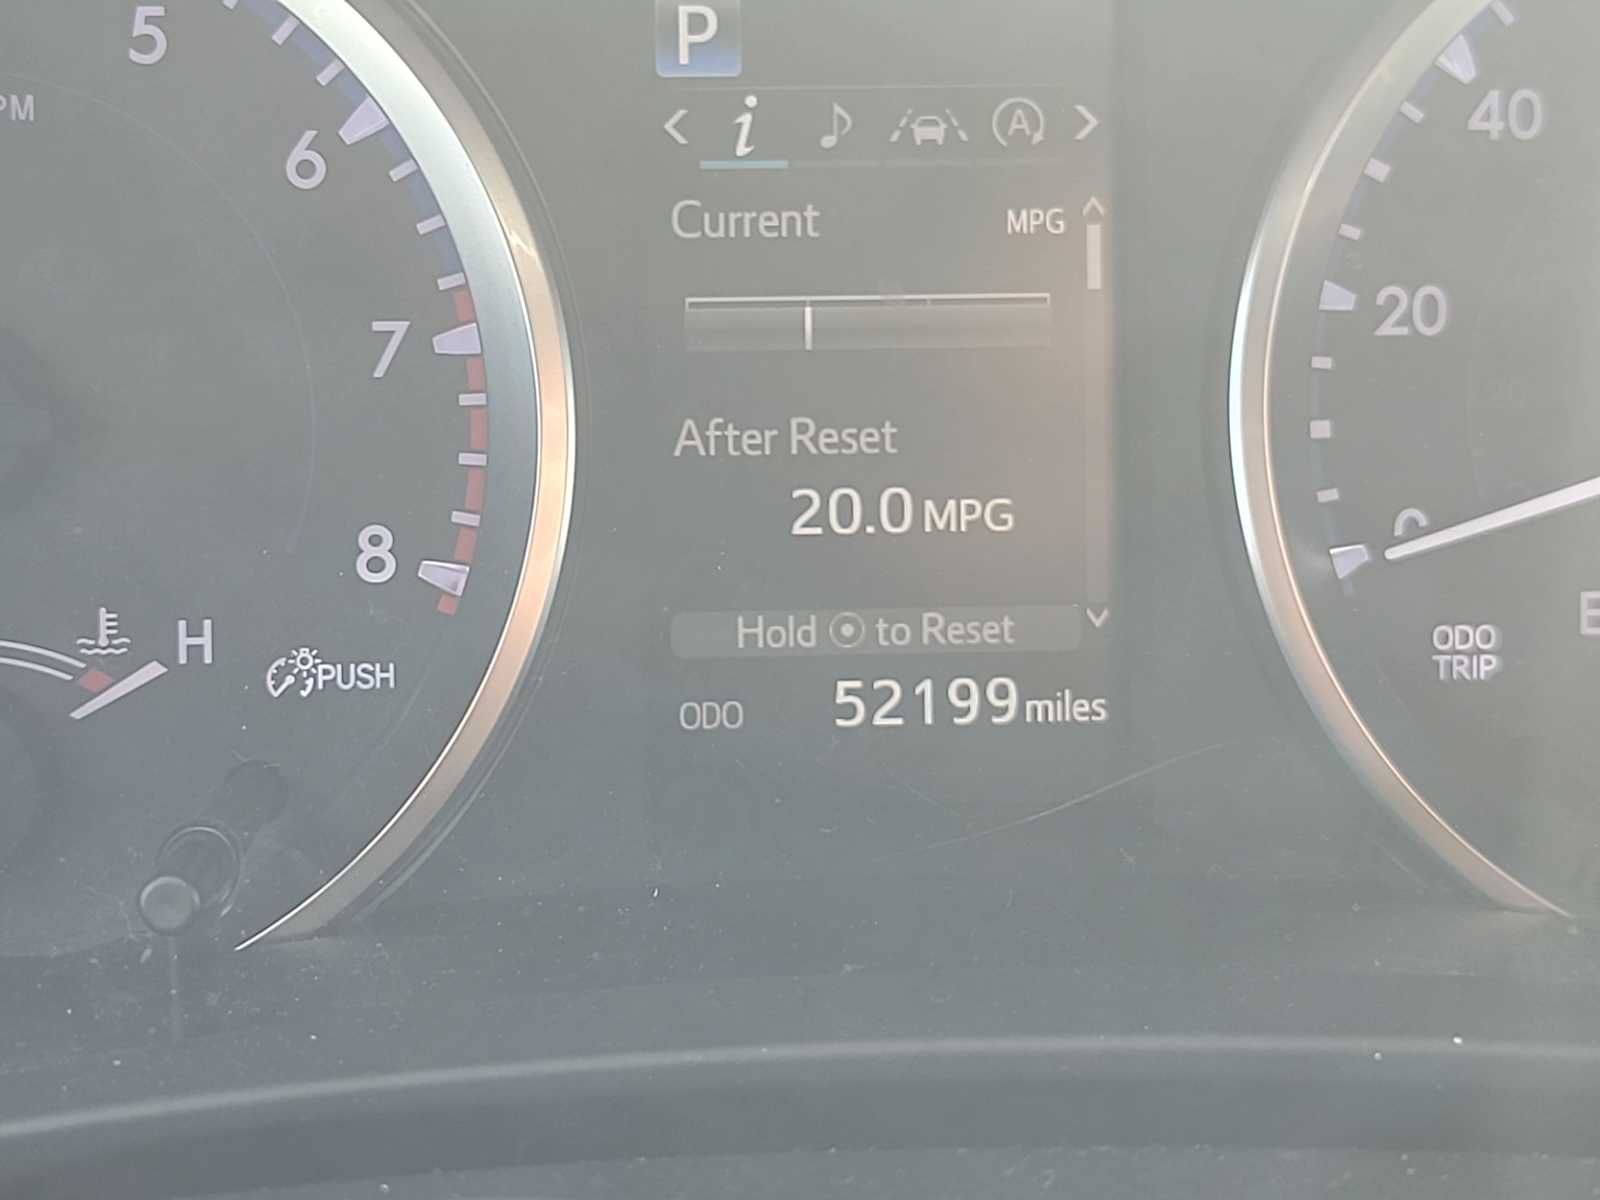 P
5
6
7
8
PM
i
A
40
20
0
Current MPG
After Reset
20.0 MPG
Hold to Reset
ODO 52199 miles
H
PUSH
ODO
TRIP
E